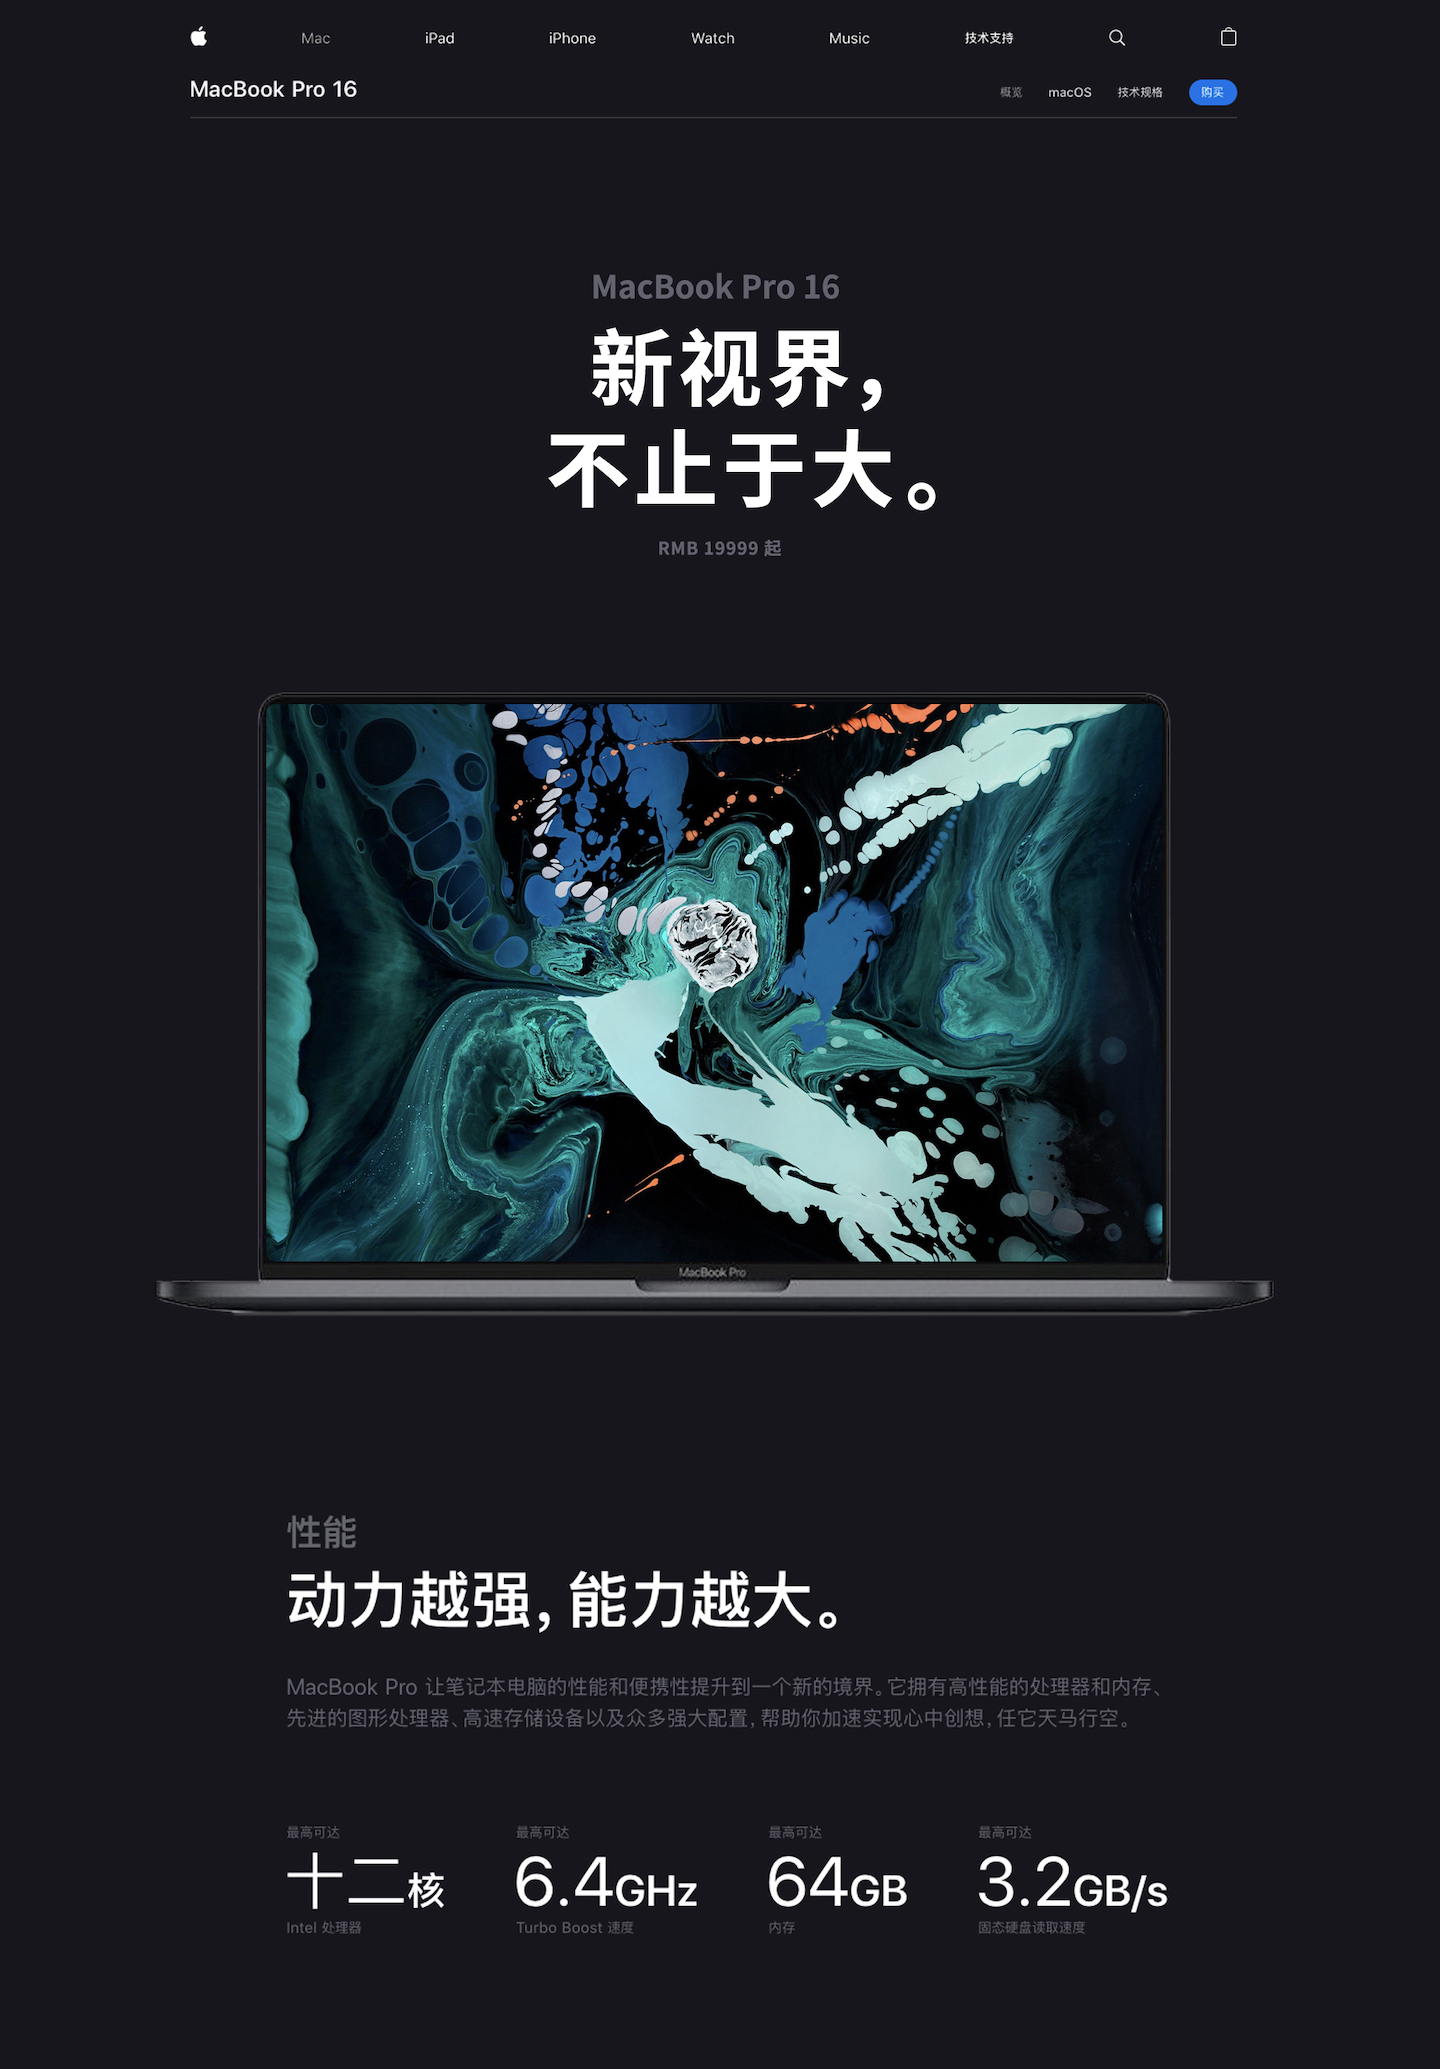 Mac
iPad
iPhone
Watch
Music
技术支持
MacBook Pro 16
概览
macOS
技术规格
购买
MacBook Pro 16
新视界，
不止于大。
RMB 19999 起
MacBook Pro
性能
动力越强，能力越大。
MacBook Pro 让笔记本电脑的性能和便携性提升到一个新的境界。它拥有高性能的处理器和内存、
先进的图形处理器、高速存储设备以及众多强大配置，帮助你加速实现心中创想，任它天马行空。
最高可达
十二核
Intel 处理器
最高可达
6.4GHz
Turbo Boost 速度
最高可达
64GB
内存
最高可达
3.2GB/s
固态硬盘读取速度